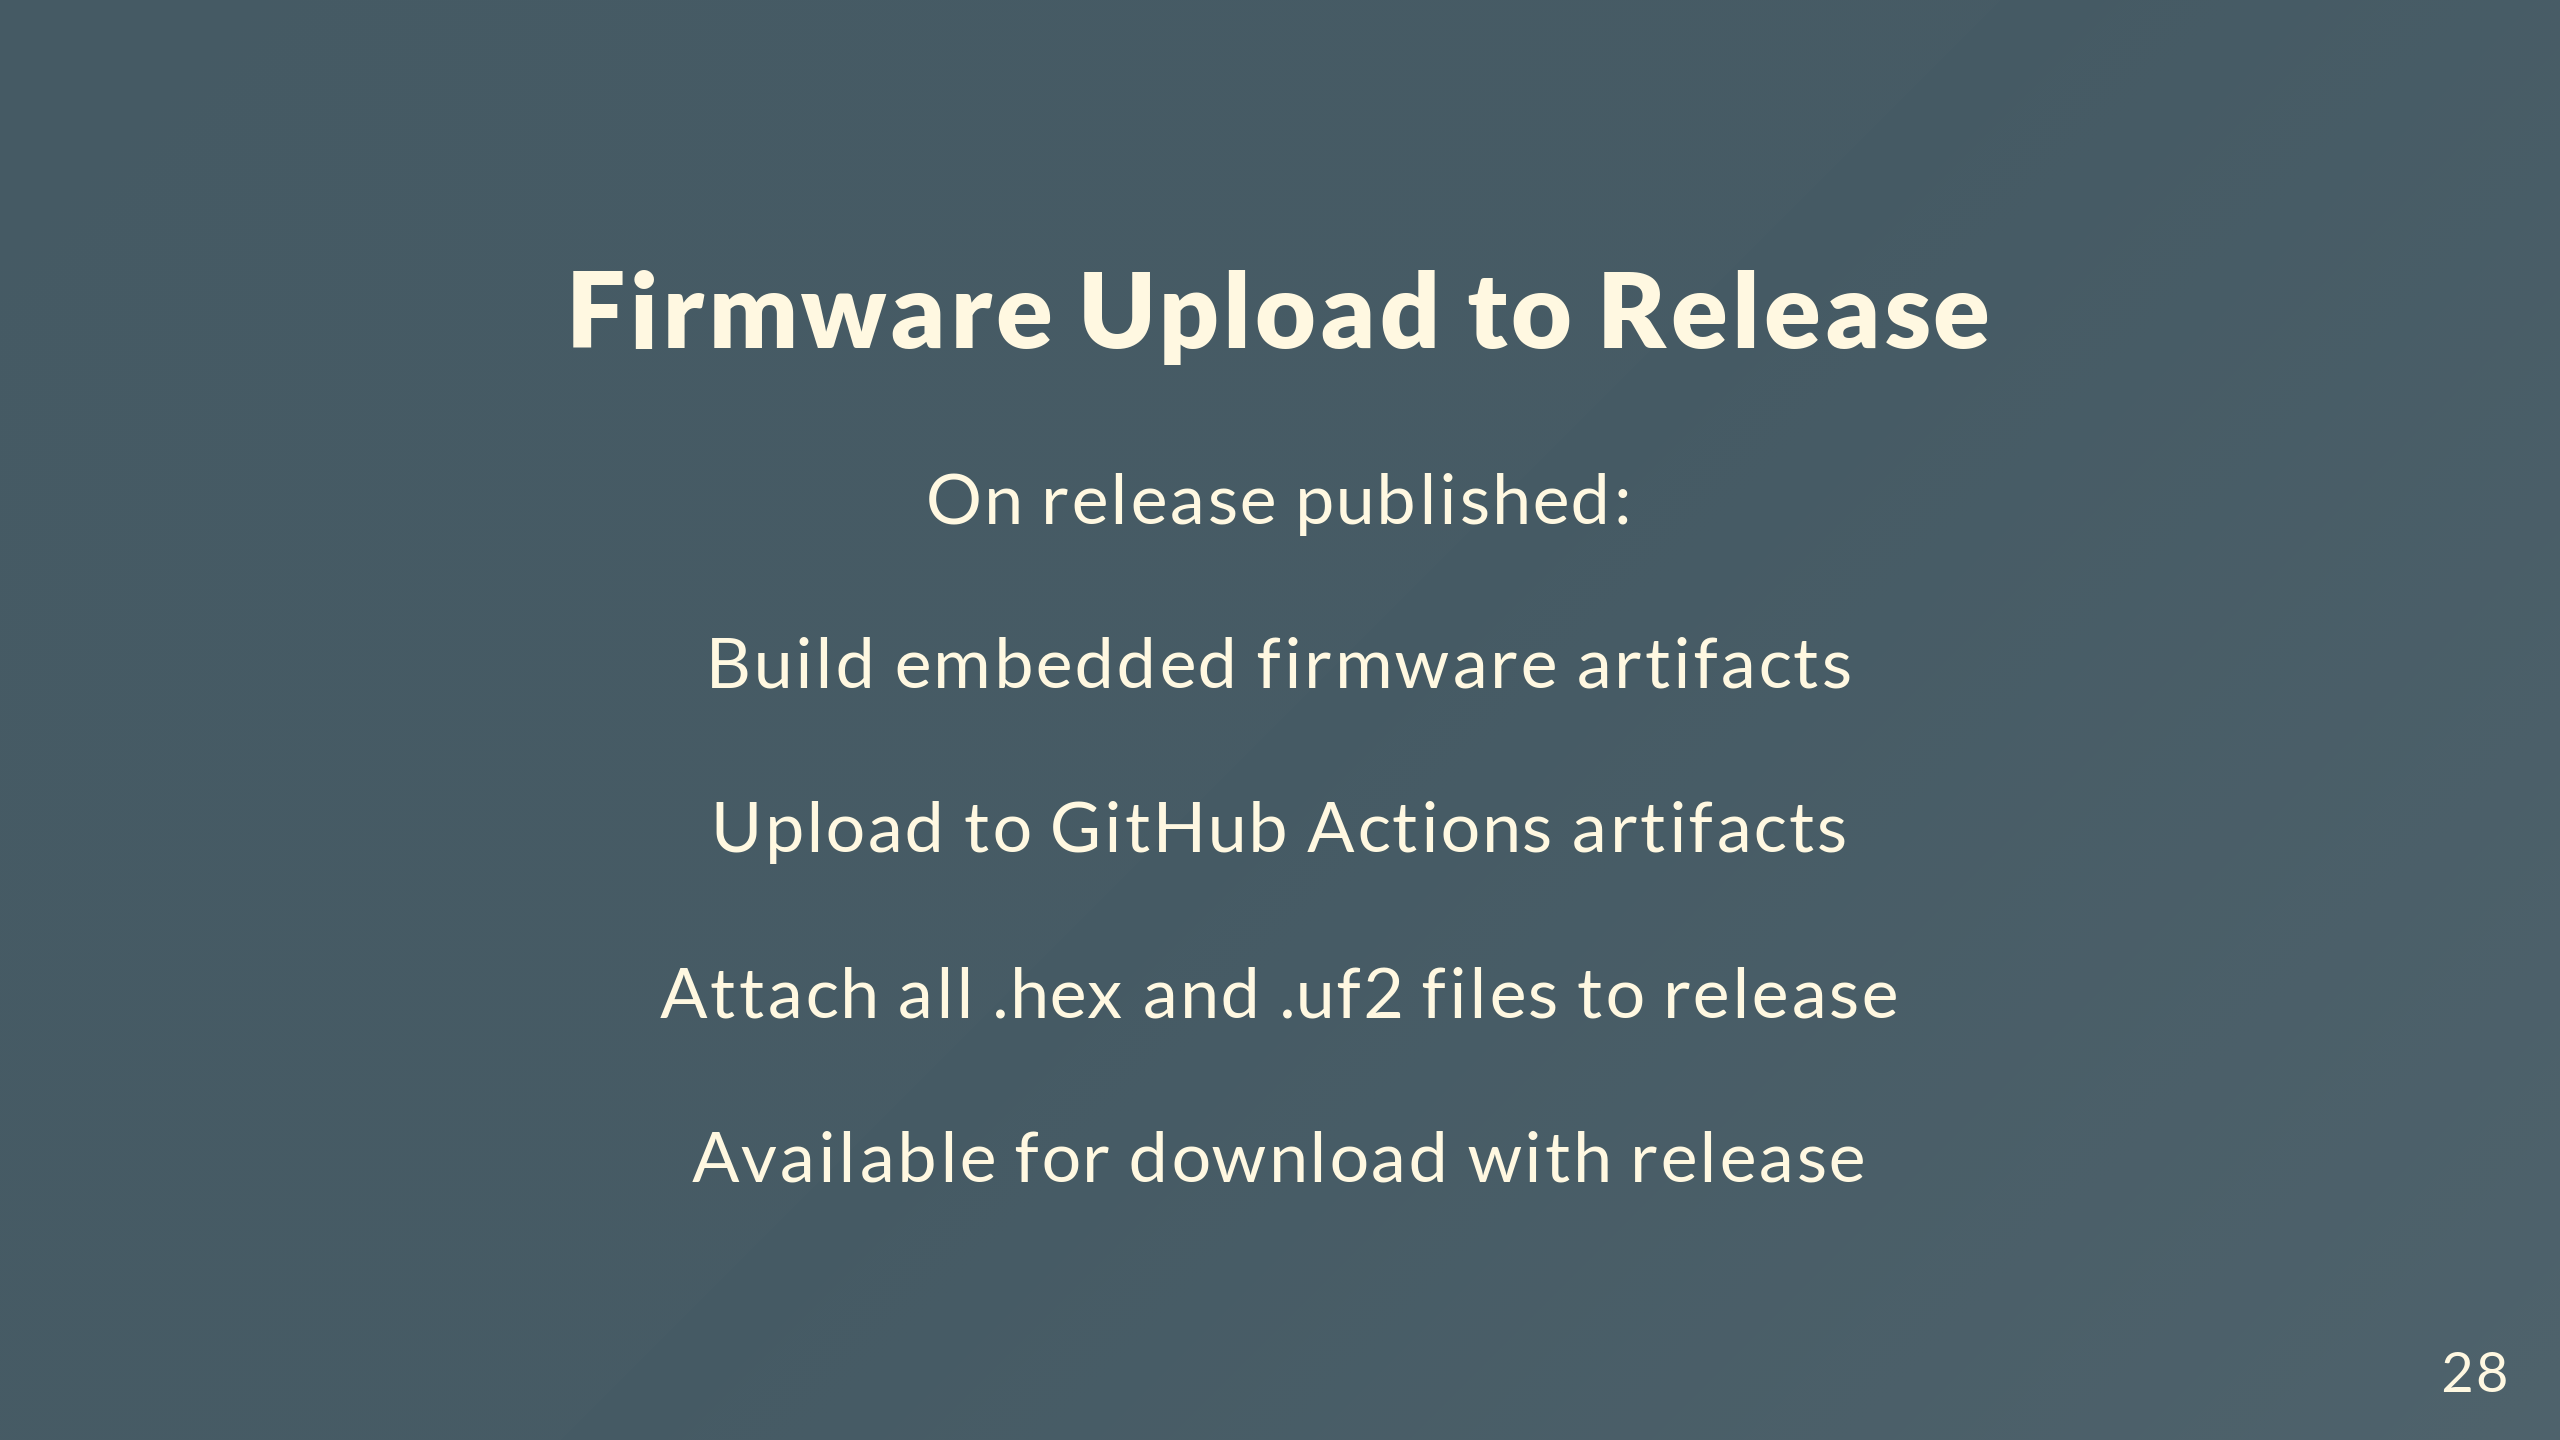 Firmware Upload to Release
On release published:
Build embedded firmware artifacts
Upload to GitHub Actions artifacts
Attach all .hex and .uf2 files to release
Available for download with release
28